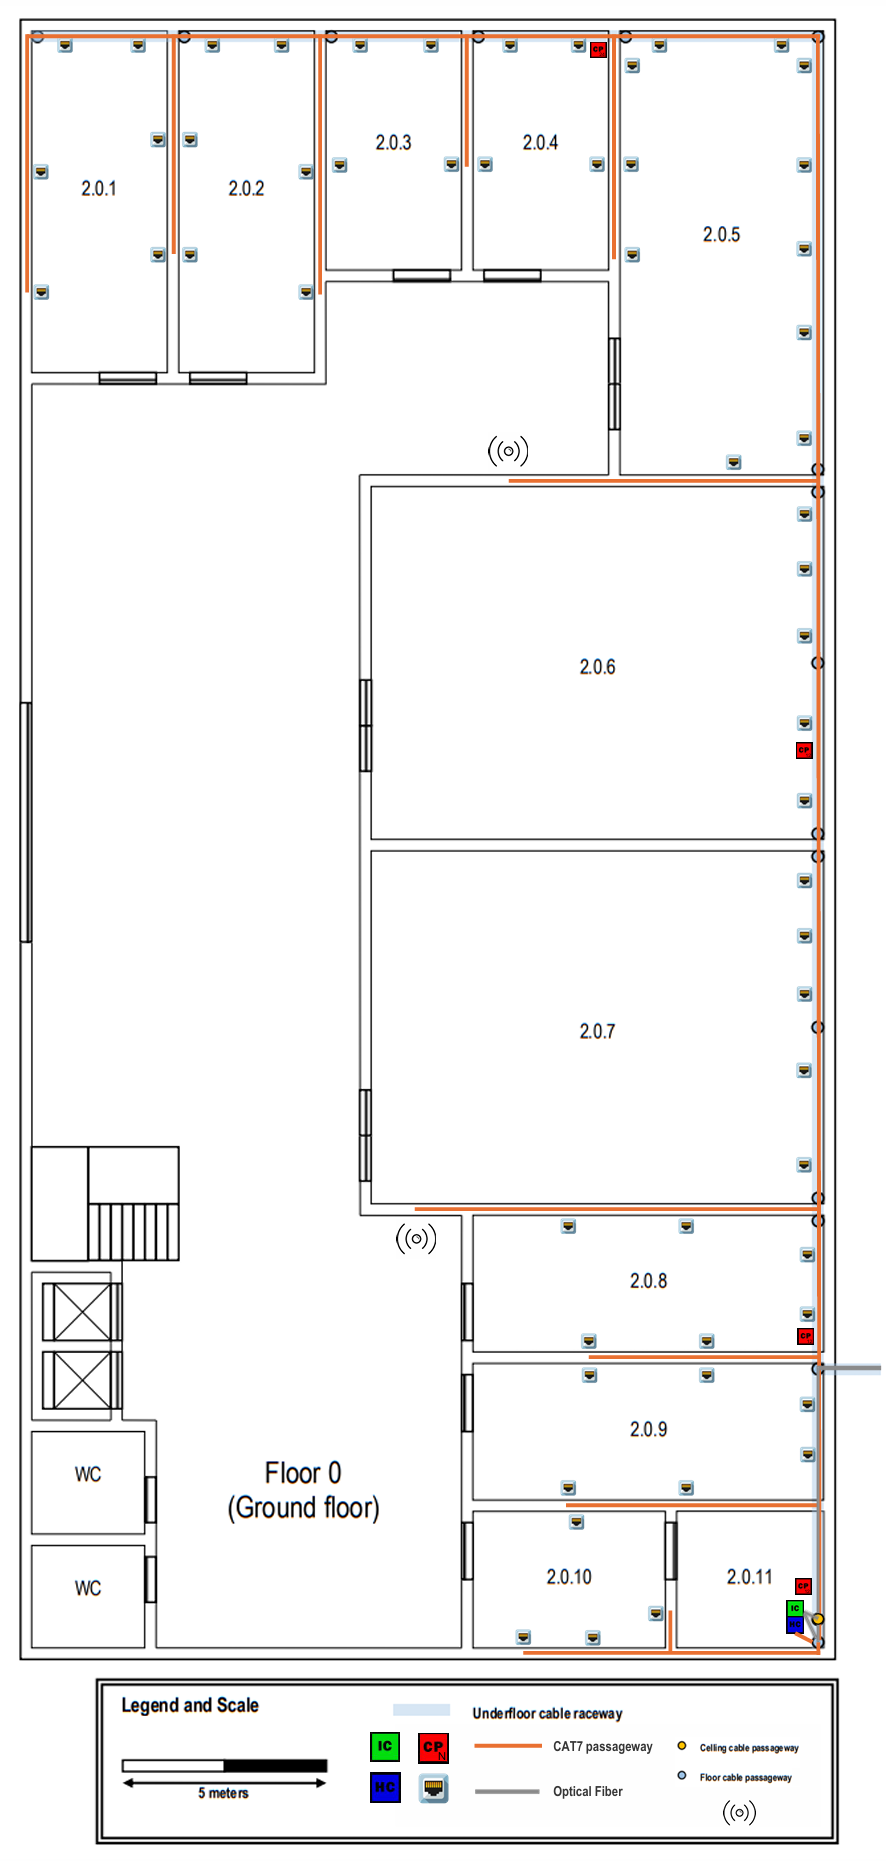 CP
2.0.3
2.0.4
2.0.1
2.0.2
2.0.5
2.0.6
CP
2.0.7
2.0.8
CP
2.0.9
WC
Floor 0
(Ground floor)
2.0.10
2.0.11
CP
WC
IC
HC
Legend and Scale
Underfloor cable raceway
IC
CP
N
CAT7 passageway
Celling cable passageway
5 meters
HC
Optical Fiber
Floor cable passageway